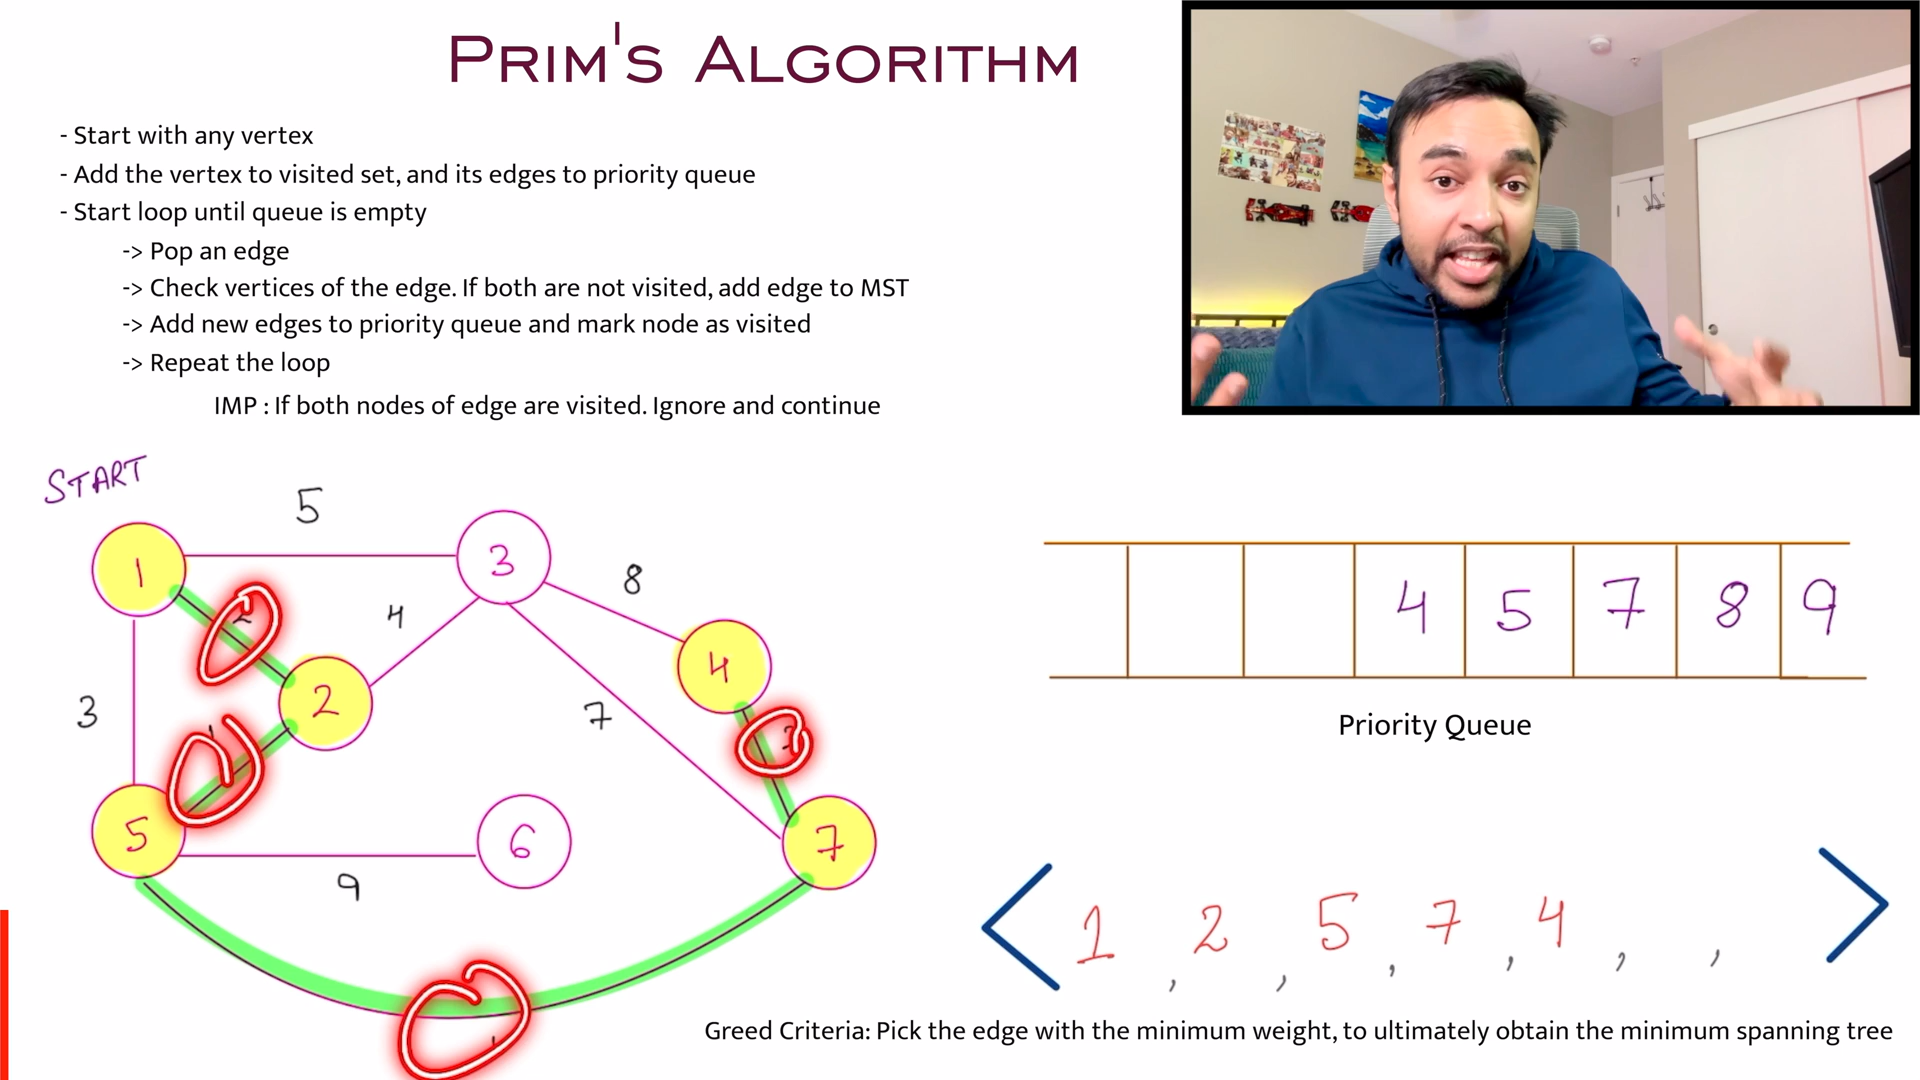 PRIM'S ALGORITHM
- Start with any vertex
- Add the vertex to visited set, and its edges to priority queue
- Start loop until queue is empty
-> Pop an edge
-> Check vertices of the edge. If both are not visited, add edge to MST
-> Add new edges to priority queue and mark node as visited
-> Repeat the loop
IMP : If both nodes of edge are visited. Ignore and continue
START
5
1
3
8
2
4
4
4 5 7 8 9
2
3
7
Priority Queue
1
5
6
7
9
1 , 2 , 5 , 7 , 4 , ,
Greed Criteria: Pick the edge with the minimum weight, to ultimately obtain the minimum spanning tree